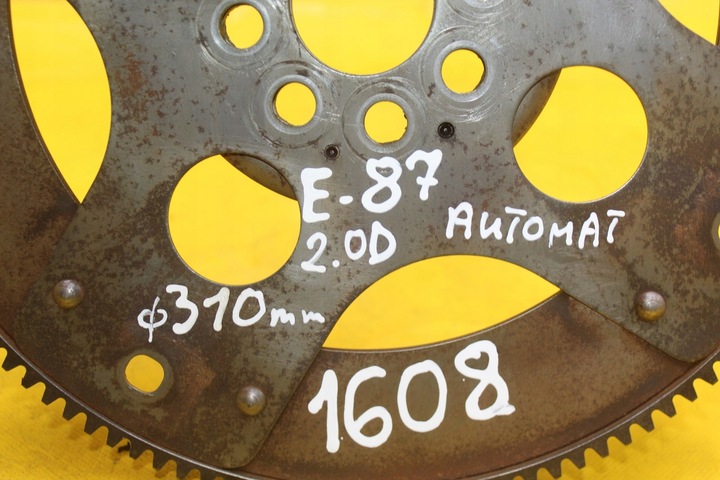 E-87
2.0D AUTOMAT
ϕ310mm
1608